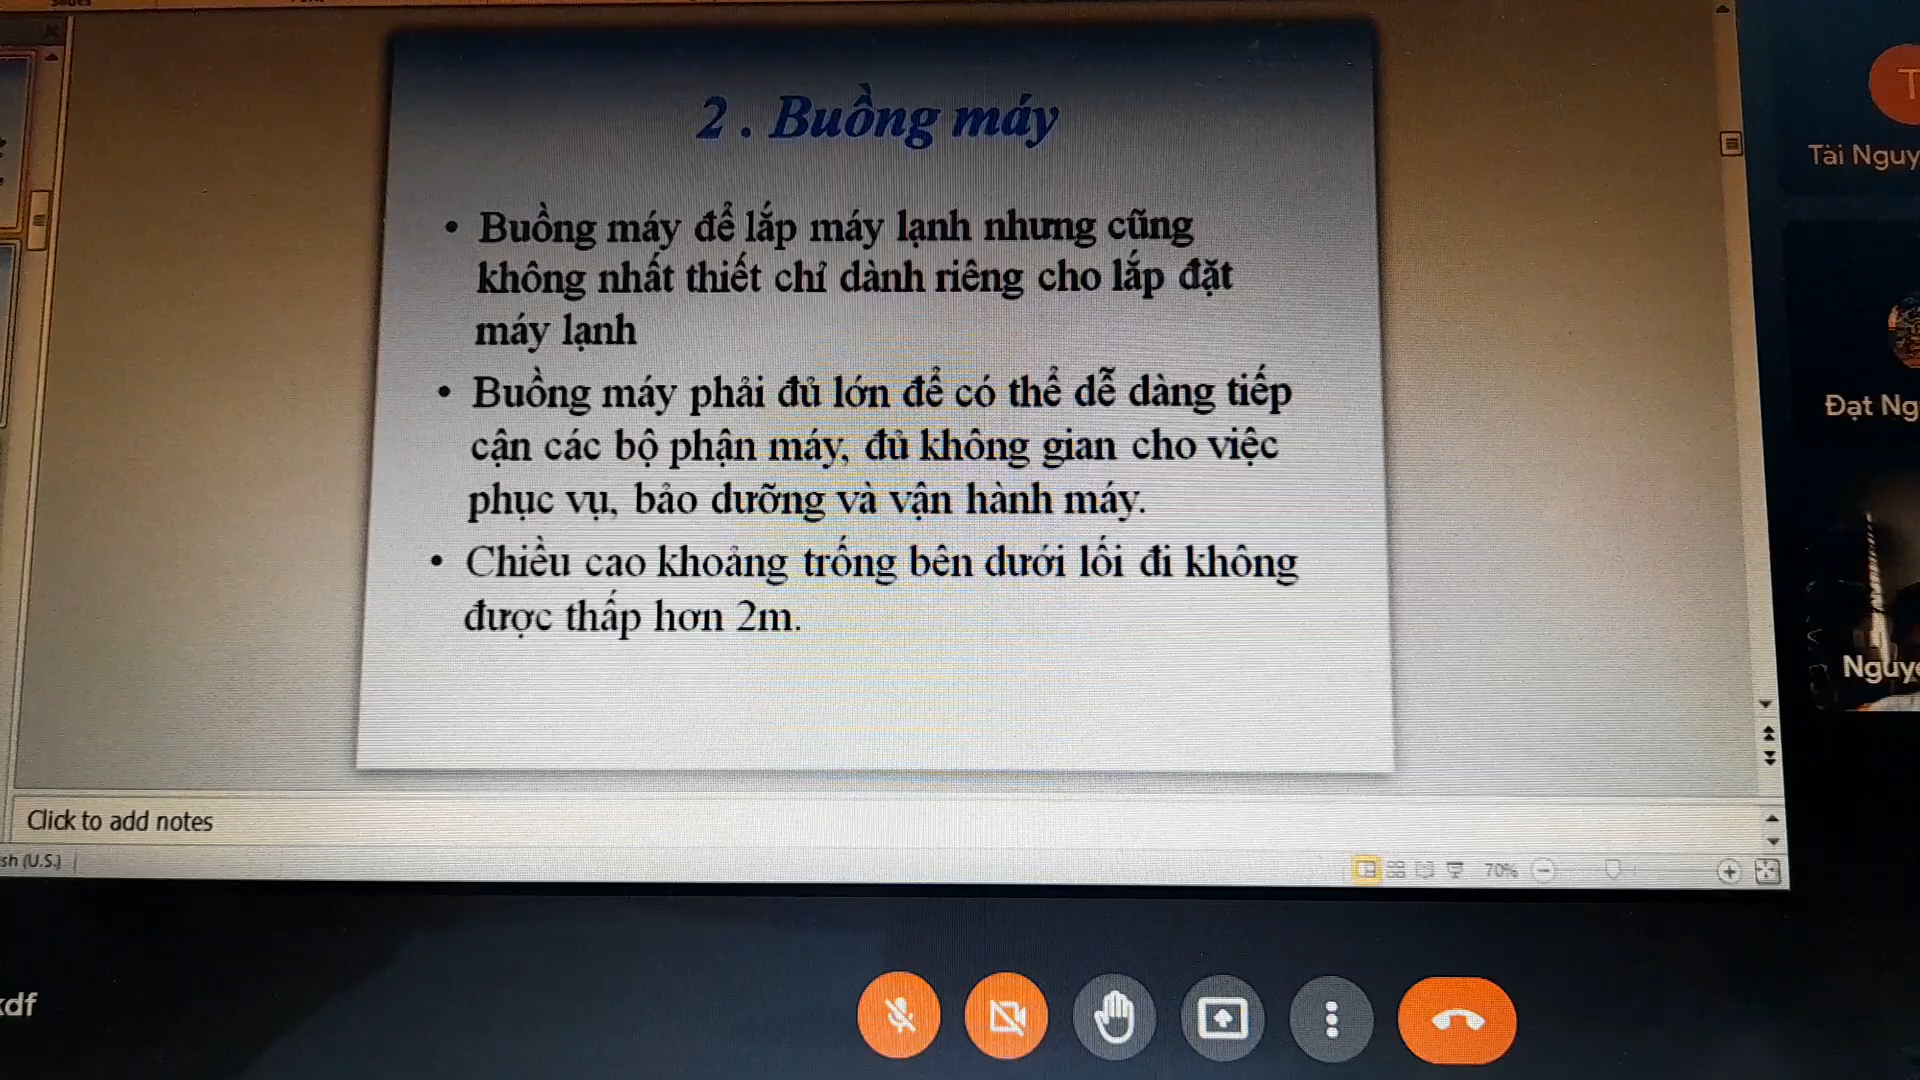 2 . Buồng máy
• Buồng máy để lắp máy lạnh nhưng cũng
không nhất thiết chỉ dành riêng cho lắp đặt
máy lạnh
• Buồng máy phải đủ lớn để có thể dễ dàng tiếp
cận các bộ phận máy, đủ không gian cho việc
phục vụ, bảo dưỡng và vận hành máy.
• Chiều cao khoảng trống bên dưới lối đi không
được thấp hơn 2m.
T
Tài Nguy
Đạt Ng
Nguy
Click to add notes
sh (U.S.)
70%
df